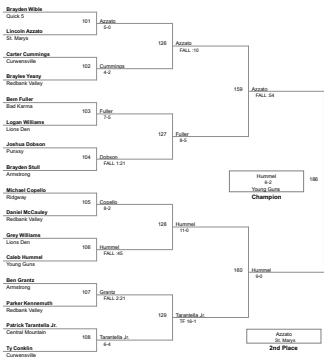 Brayden Wible
Quick 5
101
Azzato
5-0
Lincoln Azzato
St. Marys
126
Azzato
FALL :10
Carter Cummings
Curwensville
102
Cummings
4-2
Braylee Yeany
Redbank Valley
159
Azzato
FALL :54
Bem Fuller
Bad Karma
103
Fuller
7-5
Logan Williams
Lions Den
127
Fuller
8-5
Joshua Dobson
Punxsy
104
Dobson
FALL 1:21
Brayden Stull
Armstrong
Hummel
6-2
Young Guns
186
Champion
Michael Copello
Ridgway
105
Copello
8-2
Daniel McCauley
Redbank Valley
128
Hummel
11-0
Grey Williams
Lions Den
106
Hummel
FALL :45
Caleb Hummel
Young Guns
160
Hummel
6-0
Ben Grantz
Armstrong
107
Grantz
FALL 2:21
Parker Kennemuth
Redbank Valley
129
Tarantella Jr.
TF 16-1
Patrick Tarantella Jr.
Central Mountain
108
Tarantella Jr.
6-4
Ty Conklin
Curwensville
Azzato
St. Marys
2nd Place